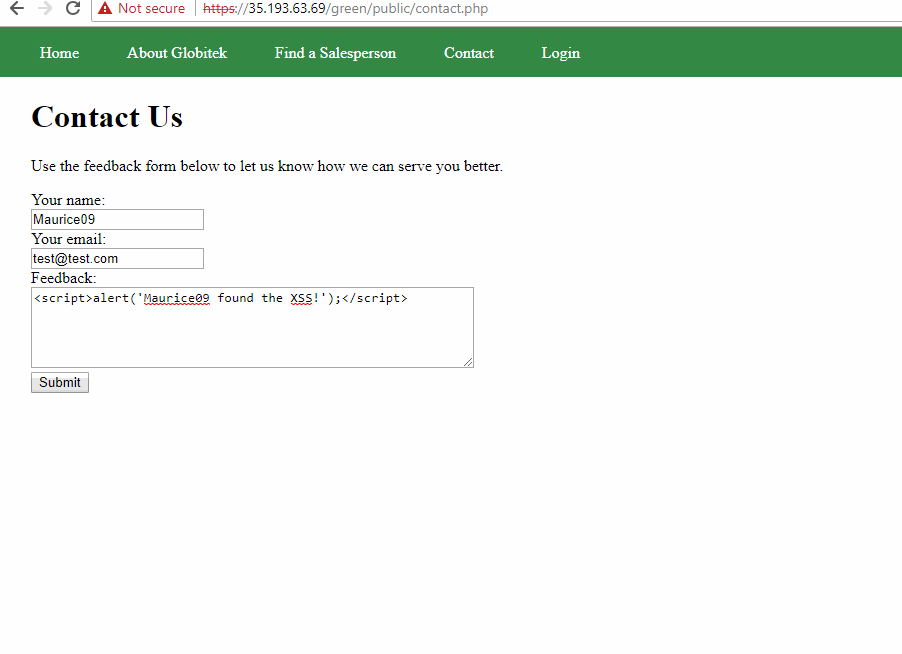 Not secure https://35.193.63.69/green/public/contact.php
Home About Globitek Find a Salesperson Contact Login
Contact Us
Use the feedback form below to let us know how we can serve you better.
Your name:
Maurice09
Your email:
test@test.com
Feedback:
<script>alert('Maurice09 found the XSS!');</script>
Submit